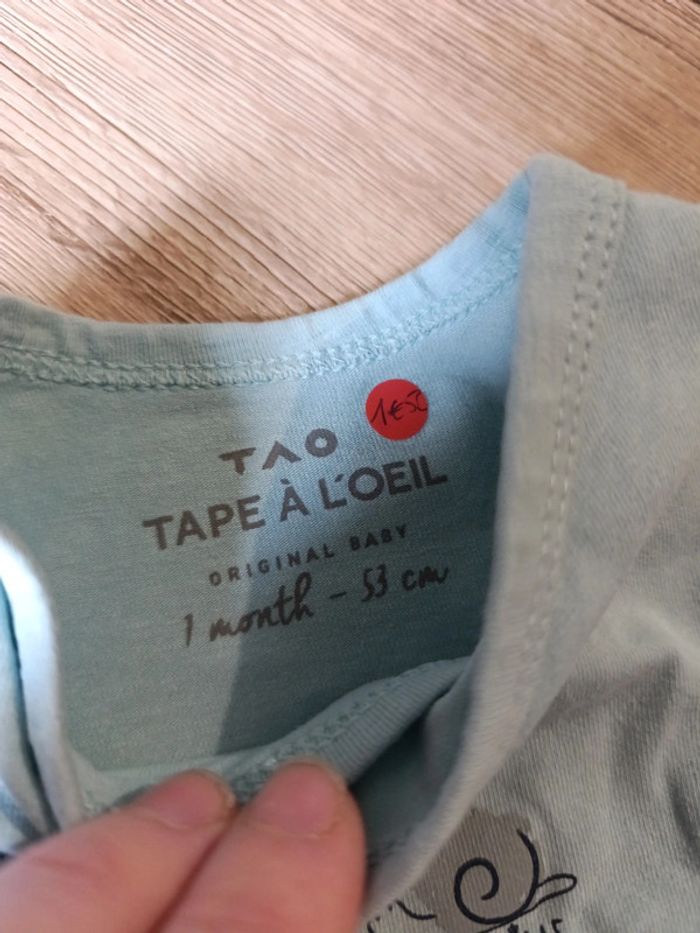 1€50
TAO
TAPE À L'OEIL
ORIGINAL BABY
1 month - 53 cm